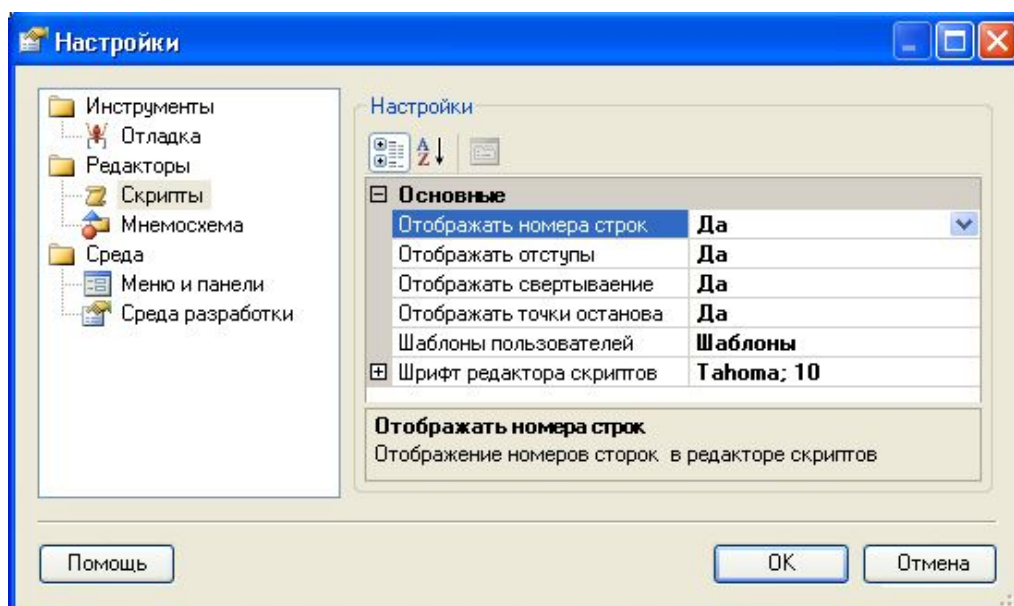 Настройки
Инструменты
Отладка
Редакторы
Скрипты
Мнемосхема
Среда
Меню и панели
Среда разработки
Настройки
Основные
Отображать номера строк Да
Отображать отступы Да
Отображать свертываение Да
Отображать точки останова Да
Шаблоны пользователей Шаблоны
Шрифт редактора скриптов Tahoma; 10
Отображать номера строк
Отображение номеров сторок в редакторе скриптов
Помощь
OK
Отмена